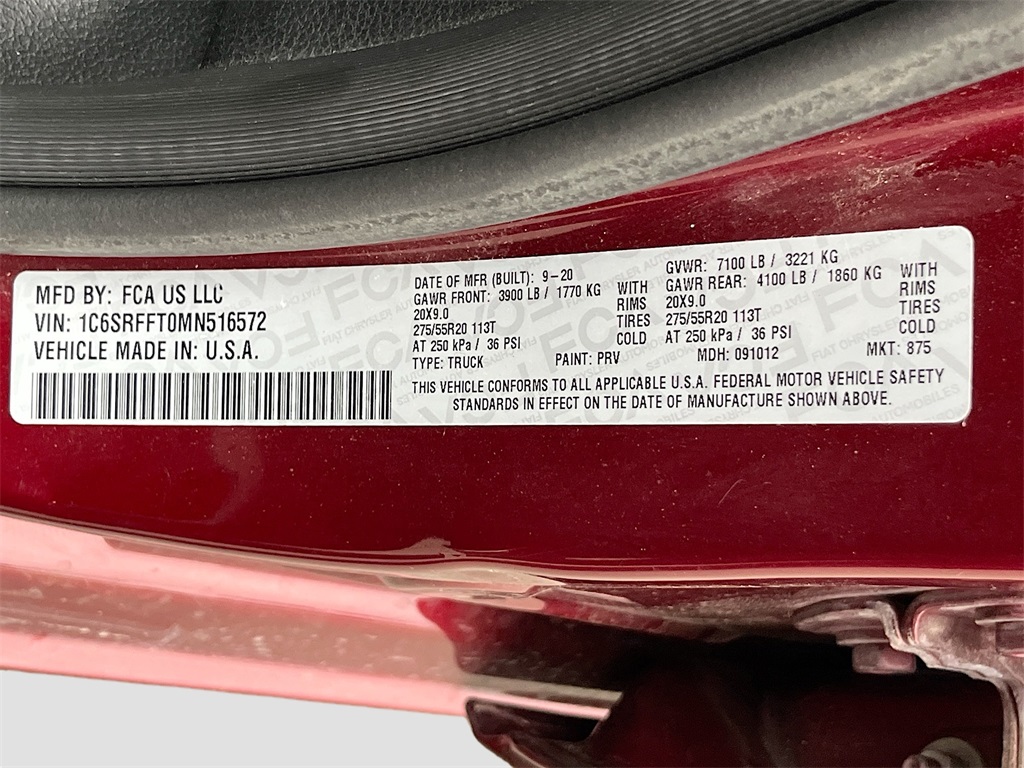 MFD BY: FCA US LLC
VIN: 1C6SRFFT0MN516572
VEHICLE MADE IN: U.S.A.
DATE OF MFR (BUILT): 9-20
GAWR FRONT: 3900 LB / 1770 KG WITH
20X9.0 RIMS
275/55R20 113T TIRES
AT 250 kPa / 36 PSI COLD
TYPE: TRUCK PAINT: PRV
GVWR: 7100 LB / 3221 KG
GAWR REAR: 4100 LB / 1860 KG WITH
20X9.0 RIMS
275/55R20 113T TIRES
AT 250 kPa / 36 PSI COLD
MDH: 091012 MKT: 875
THIS VEHICLE CONFORMS TO ALL APPLICABLE U.S.A. FEDERAL MOTOR VEHICLE SAFETY
STANDARDS IN EFFECT ON THE DATE OF MANUFACTURE SHOWN ABOVE.